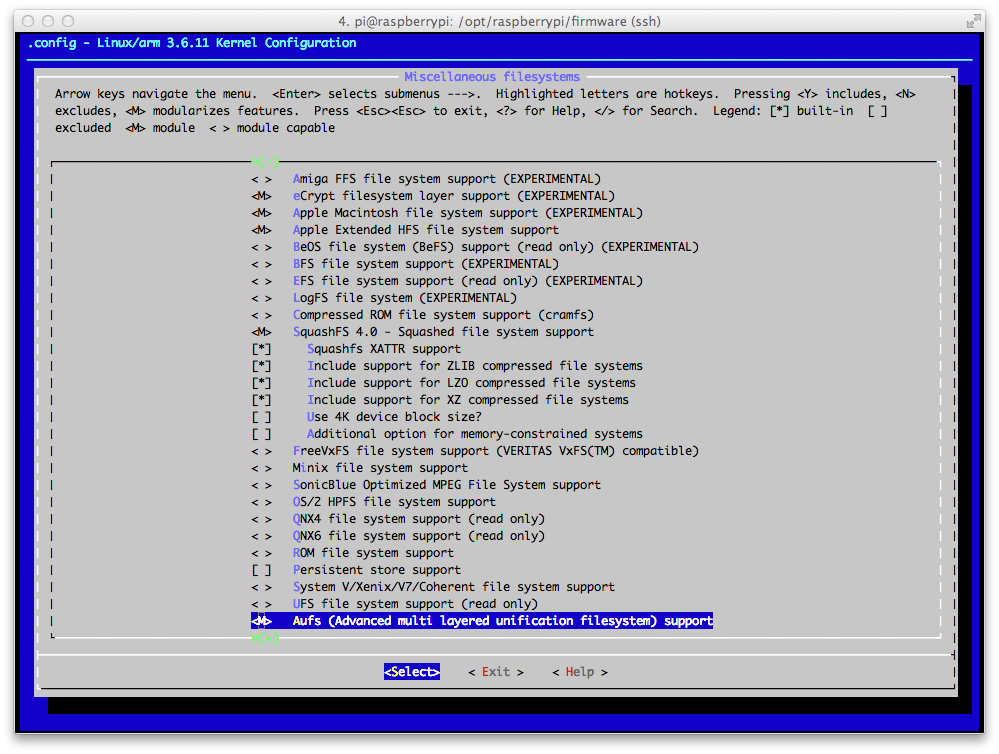 4. pi@raspberrypi: /opt/raspberrypi/firmware (ssh)
.config - Linux/arm 3.6.11 Kernel Configuration
Miscellaneous filesystems
Arrow keys navigate the menu.  <Enter> selects submenus --->.  Highlighted letters are hotkeys.  Pressing <Y> includes, <N>
excludes, <M> modularizes features.  Press <Esc><Esc> to exit, <?> for Help, </> for Search.  Legend: [*] built-in  [ ]
excluded  <M> module  < > module capable
^(-)
< >   Amiga FFS file system support (EXPERIMENTAL)
<M>   eCrypt filesystem layer support (EXPERIMENTAL)
<M>   Apple Macintosh file system support (EXPERIMENTAL)
<M>   Apple Extended HFS file system support
< >   BeOS file system (BeFS) support (read only) (EXPERIMENTAL)
< >   BFS file system support (EXPERIMENTAL)
< >   EFS file system support (read only) (EXPERIMENTAL)
< >   LogFS file system (EXPERIMENTAL)
< >   Compressed ROM file system support (cramfs)
<M>   SquashFS 4.0 - Squashed file system support
[*]     Squashfs XATTR support
[*]     Include support for ZLIB compressed file systems
[*]     Include support for LZO compressed file systems
[*]     Include support for XZ compressed file systems
[ ]     Use 4K device block size?
[ ]     Additional option for memory-constrained systems
< >   FreeVxFS file system support (VERITAS VxFS(TM) compatible)
< >   Minix file system support
< >   SonicBlue Optimized MPEG File System support
< >   OS/2 HPFS file system support
< >   QNX4 file system support (read only)
< >   QNX6 file system support (read only)
< >   ROM file system support
[ ]   Persistent store support
< >   System V/Xenix/V7/Coherent file system support
< >   UFS file system support (read only)
<M>   Aufs (Advanced multi layered unification filesystem) support
v(+)
<Select>    < Exit >    < Help >